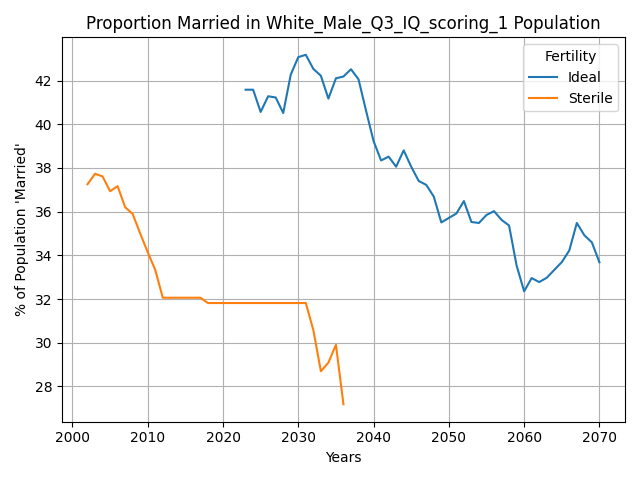 Proportion Married in White_Male_Q3_IQ_scoring_1 Population
% of Population 'Married'
42
40
38
36
34
32
30
28
Fertility
Ideal
Sterile
2000 2010 2020 2030 2040 2050 2060 2070
Years